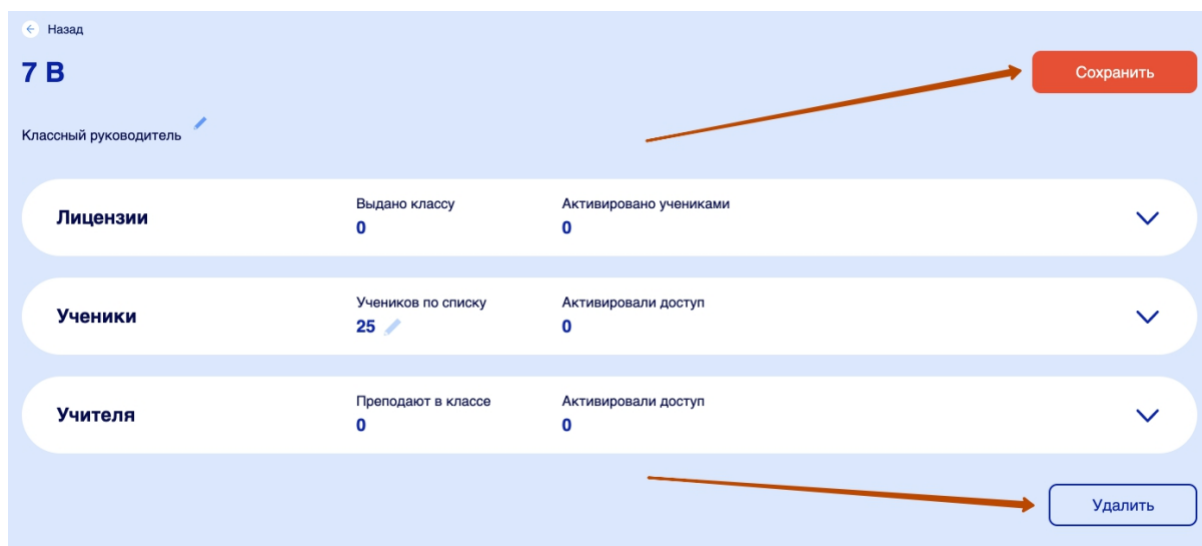 Назад
7 В
Сохранить
Классный руководитель
Лицензии
Выдано классу
0
Активировано учениками
0
Ученики
Учеников по списку
25
Активировали доступ
0
Учителя
Преподают в классе
0
Активировали доступ
0
Удалить